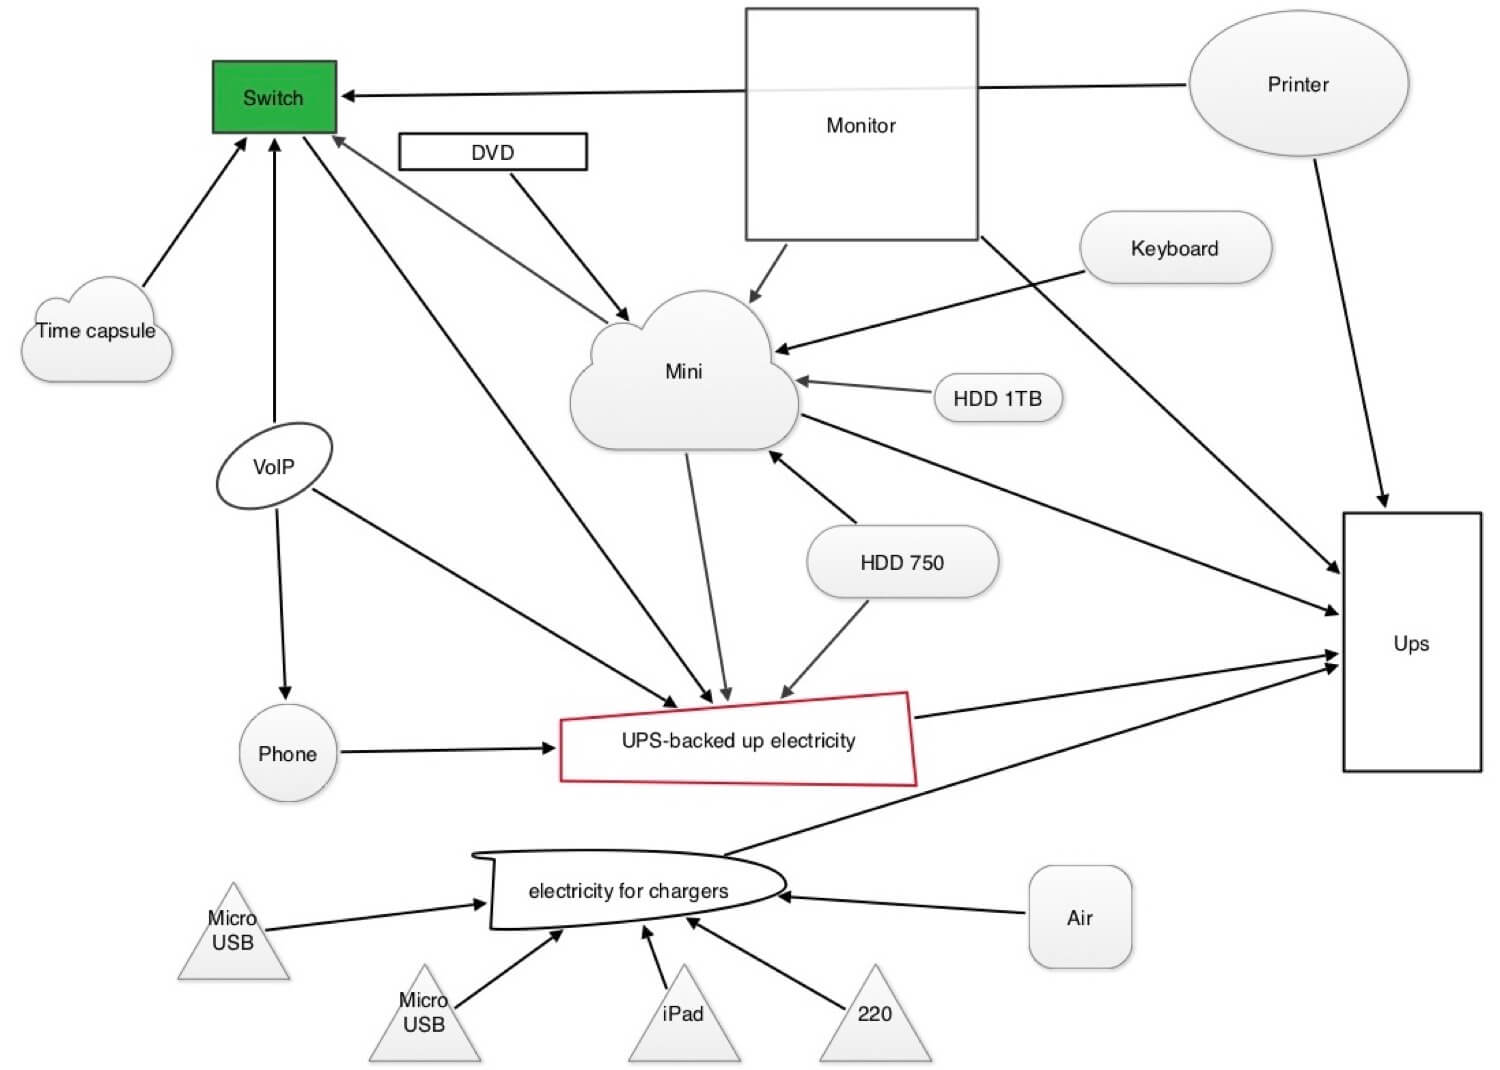 Printer
Switch
Monitor
DVD
Keyboard
Time capsule
Mini
HDD 1TB
VoIP
HDD 750
Ups
UPS-backed up electricity
Phone
electricity for chargers
Micro
USB
Air
Micro
USB
iPad
220